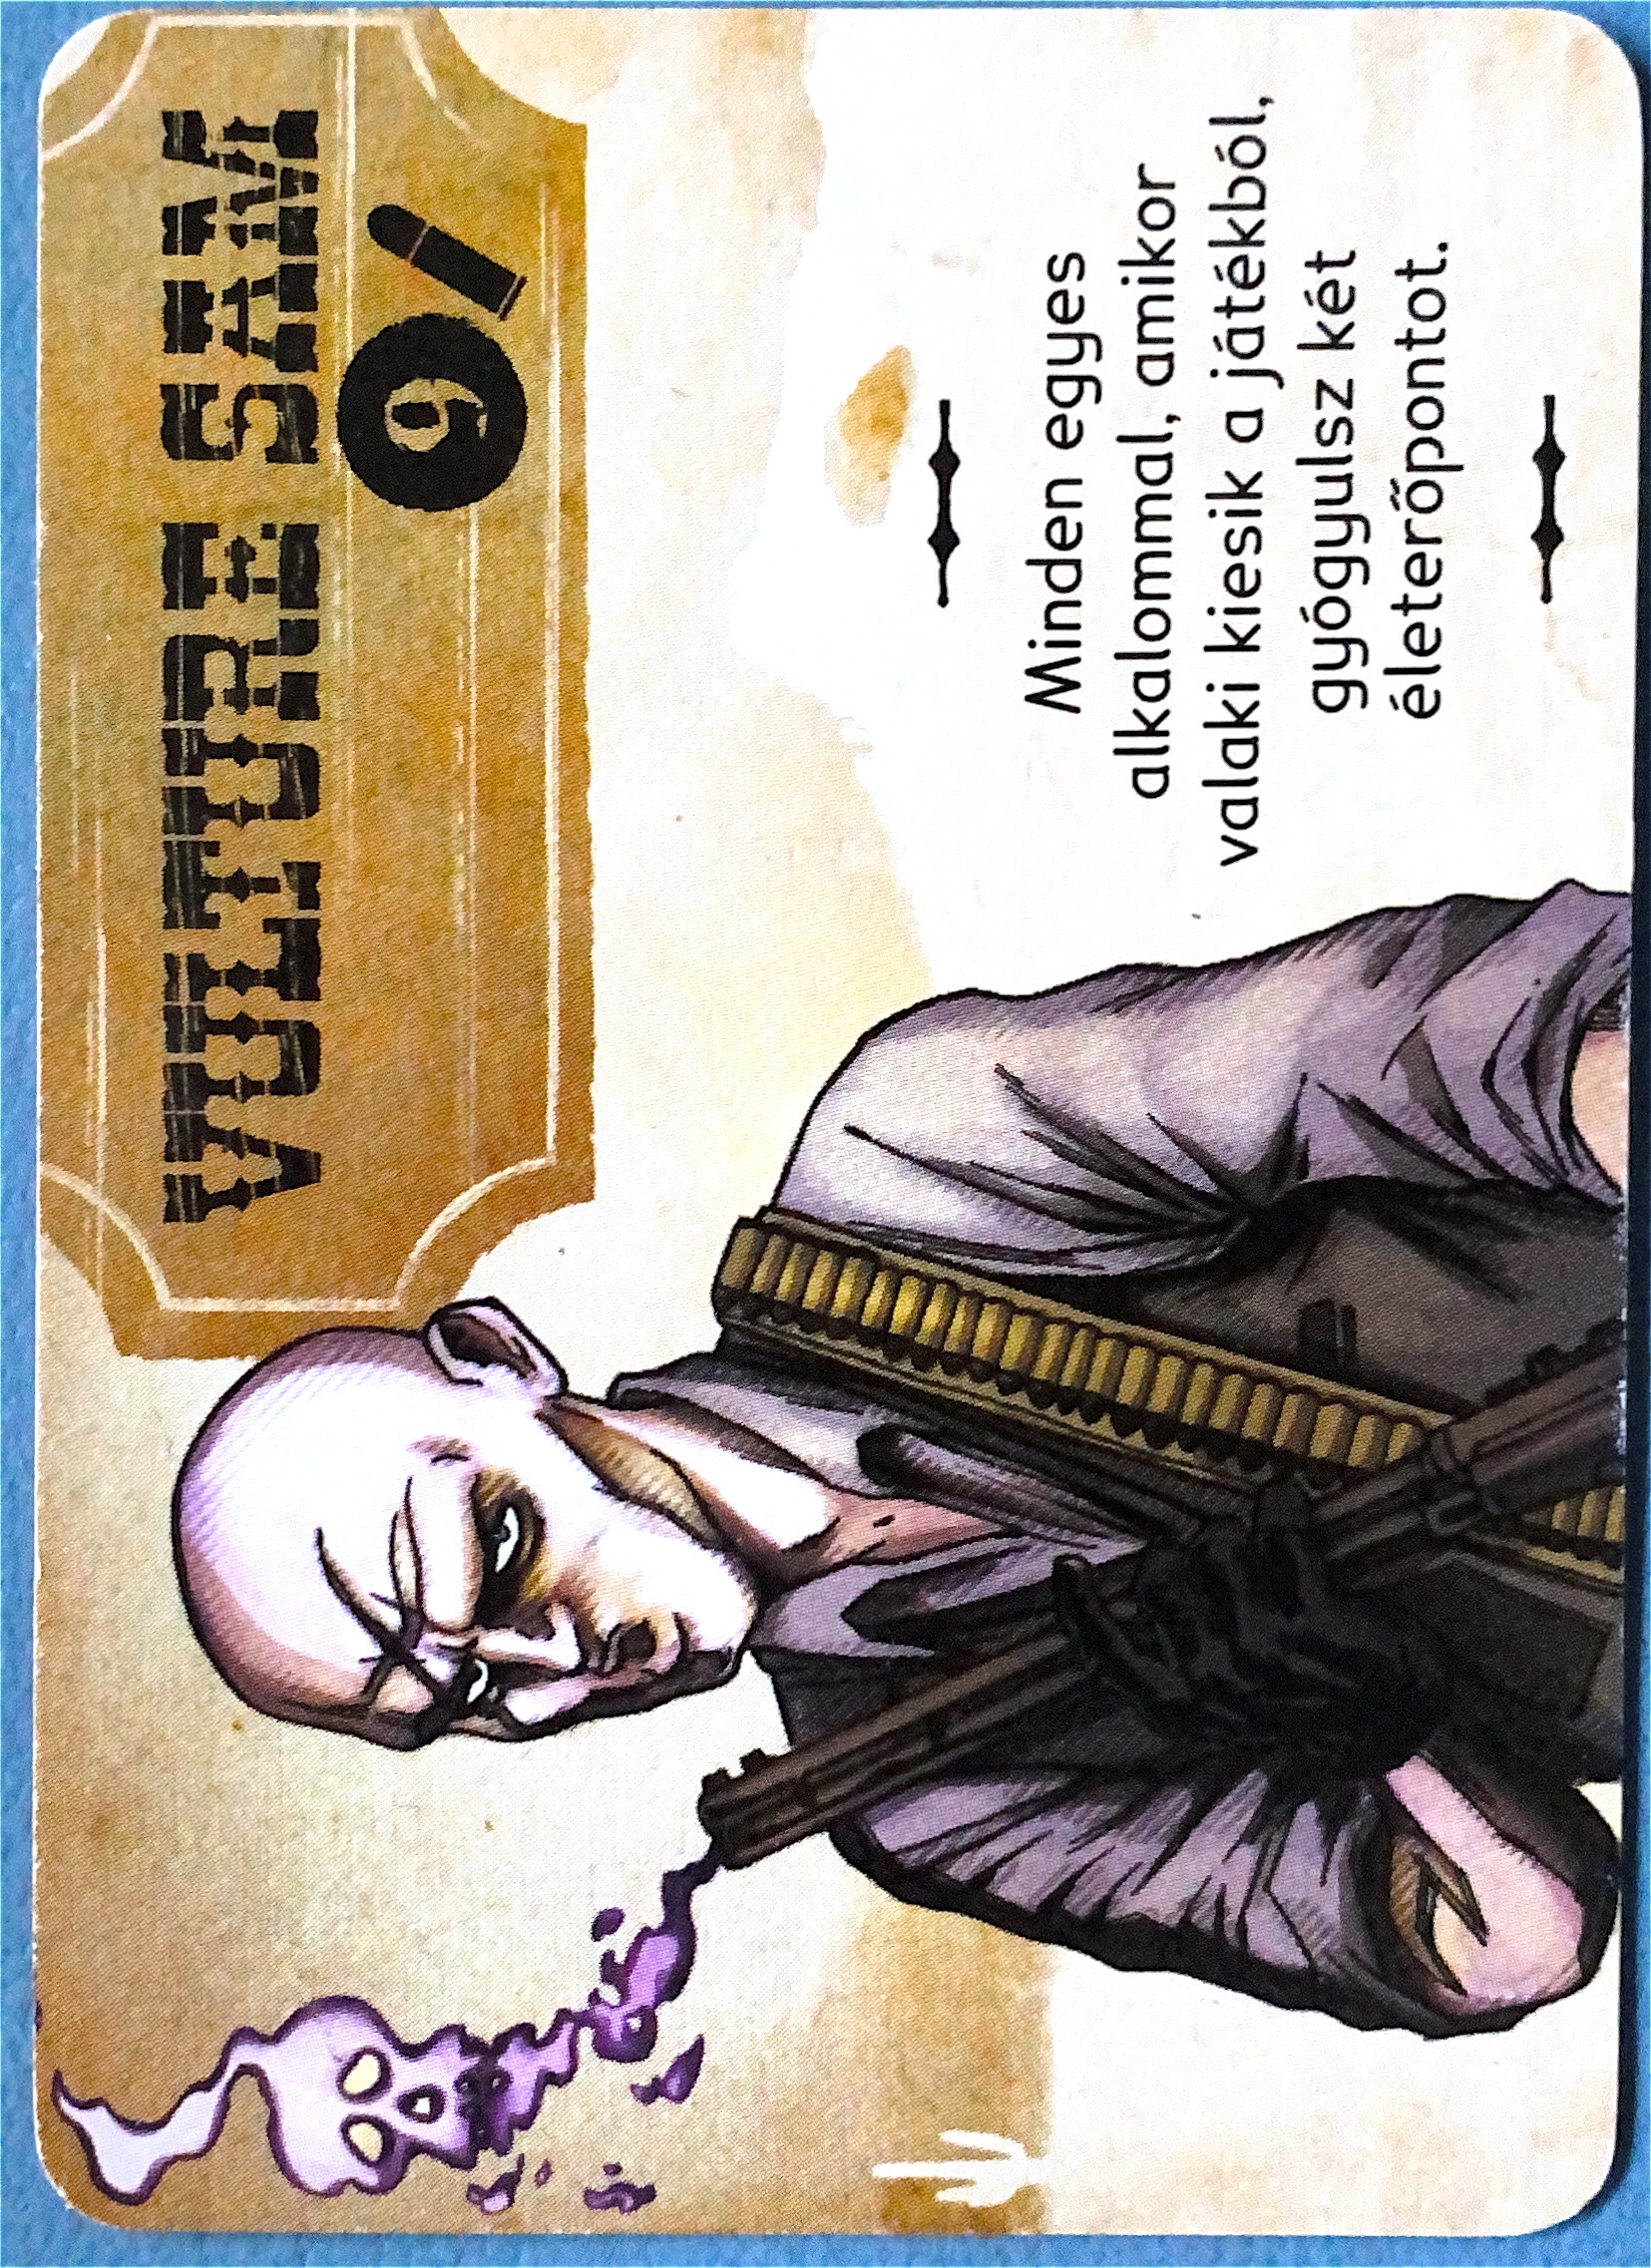 VULTURE SAM
9
Minden egyes
alkalommal, amikor
valaki kiesik a játékból,
gyógyulsz két
életerőpontot.